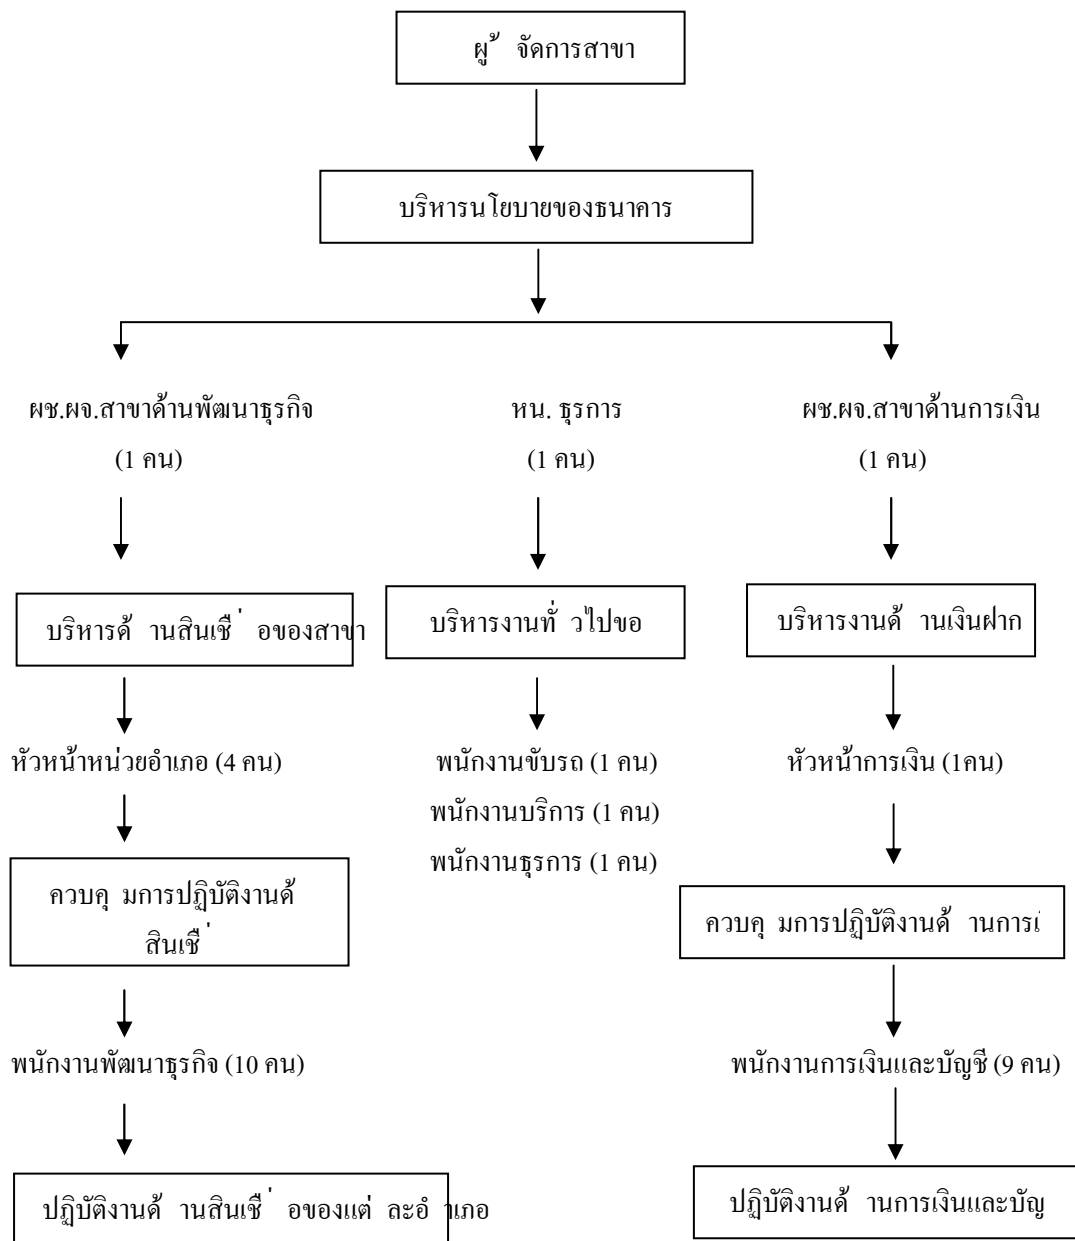 ผู้ จัดการสาขา
บริหารนโยบายของธนาคาร
ผช.ผจ.สาขาด้านพัฒนาธุรกิจ
(1 คน)
หน. ธุรการ
(1 คน)
ผช.ผจ.สาขาด้านการเงิน
(1 คน)
บริหารด้ านสินเชื่ อของสาขา
บริหารงานทั่ วไปขอ
บริหารงานด้ านเงินฝาก
หัวหน้าหน่วยอำเภอ (4 คน)
พนักงานขับรถ (1 คน)
พนักงานบริการ (1 คน)
พนักงานธุรการ (1 คน)
หัวหน้าการเงิน (1คน)
ควบคุ มการปฏิบัติงานด้
สินเชื่
ควบคุ มการปฏิบัติงานด้ านการเ
พนักงานพัฒนาธุรกิจ (10 คน)
พนักงานการเงินและบัญชี (9 คน)
ปฏิบัติงานด้ านสินเชื่ อของแต่ ละอำ เภอ
ปฏิบัติงานด้ านการเงินและบัญ